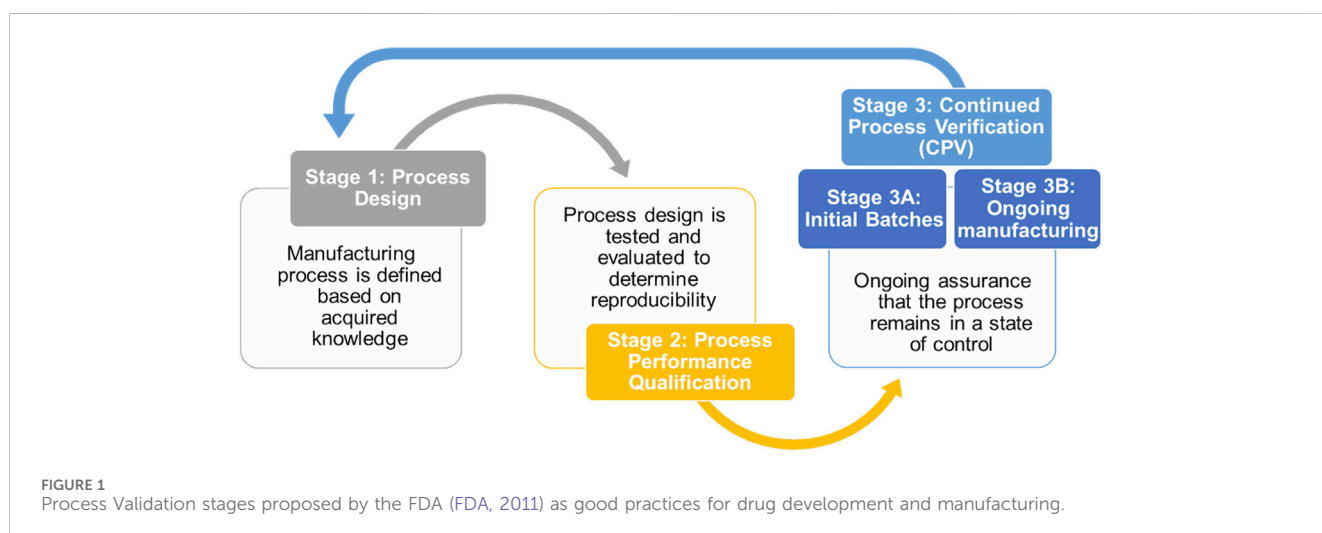 Stage 1: Process
Design
Manufacturing
process is defined
based on
acquired
knowledge
Process design is
tested and
evaluated to
determine
reproducibility
Stage 2: Process
Performance
Qualification
Stage 3: Continued
Process Verification
(CPV)
Stage 3A:
Initial Batches
Stage 3B:
Ongoing
manufacturing
Ongoing assurance
that the process
remains in a state
of control
FIGURE 1
Process Validation stages proposed by the FDA (FDA, 2011) as good practices for drug development and manufacturing.